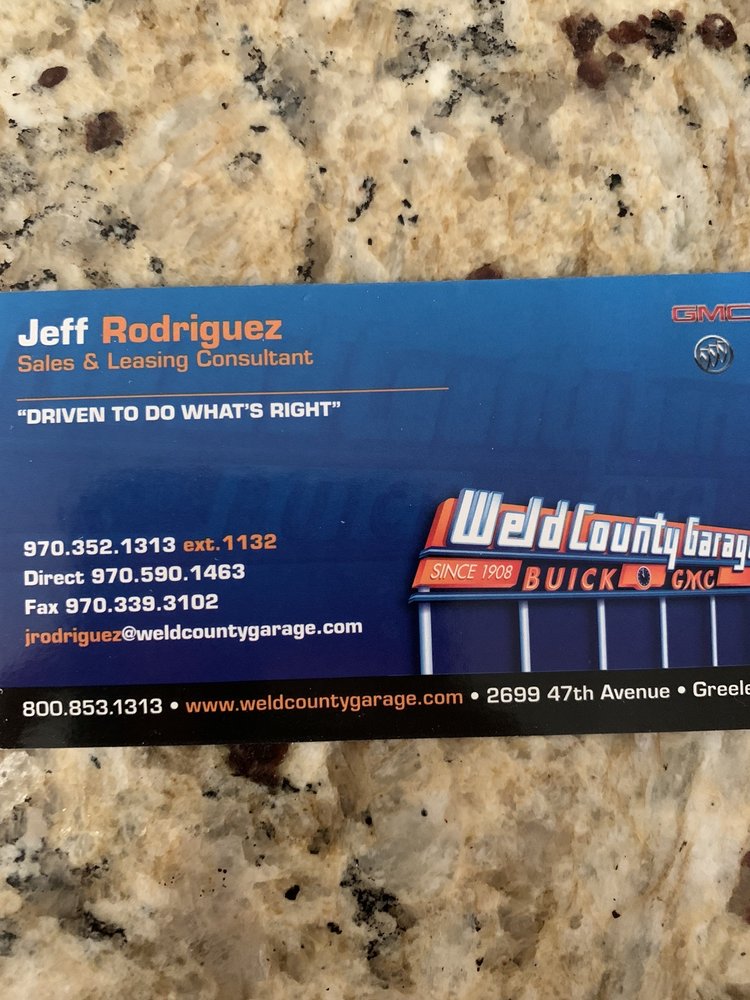 Jeff Rodriguez
GMC
Sales & Leasing Consultant
"DRIVEN TO DO WHAT'S RIGHT"
970.352.1313 ext.1132
Direct 970.590.1463
Fax 970.339.3102
jrodriguez@weldcountygarage.com
Weld County Garage
SINCE 1908 BUICK GMC
800.853.1313 • www.weldcountygarage.com • 2699 47th Avenue • Greele